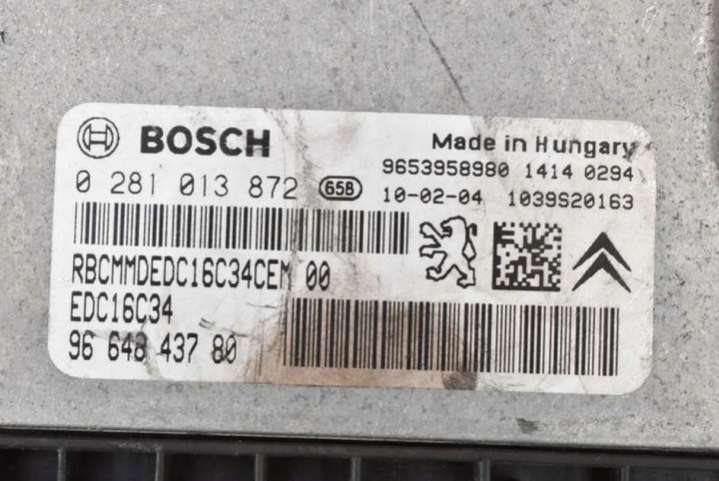 BOSCH
Made in Hungary
9653958980 1414 0294
0 281 013 872 65B
10-02-04 1039S20163
RBCMMDEDC16C34CEM 00
EDC16C34
96 648 437 80